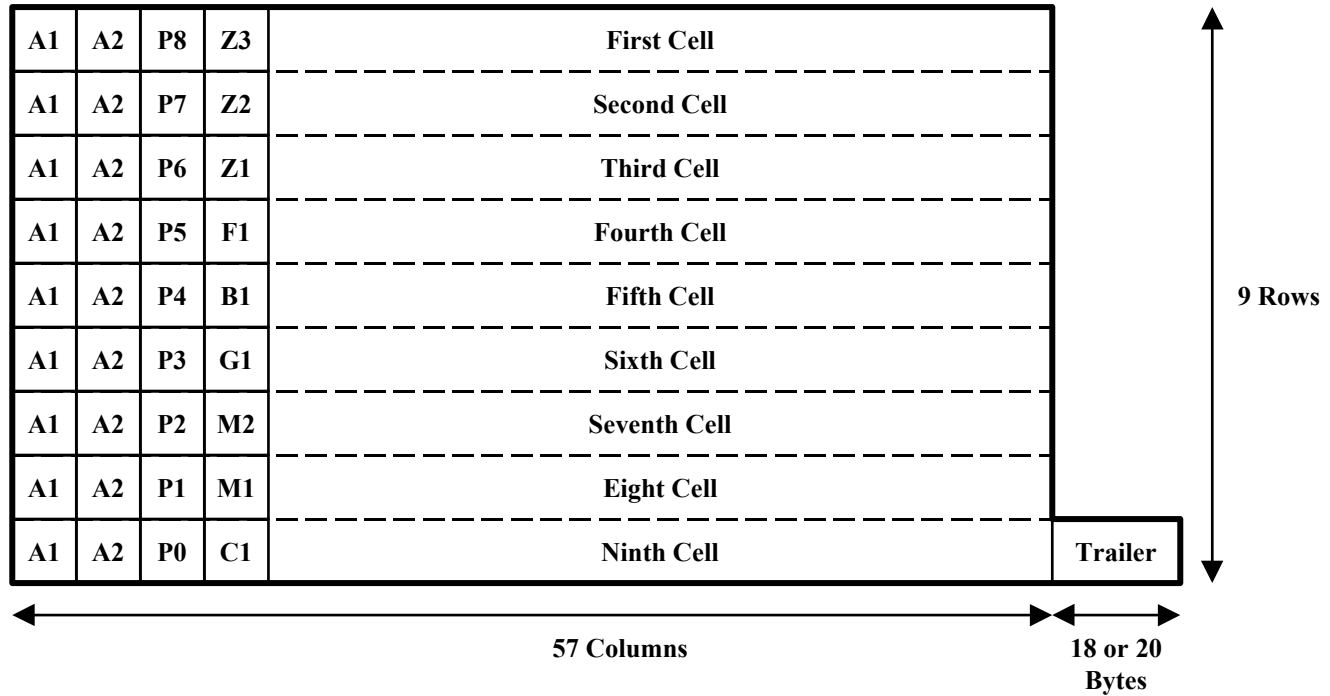 A1 A2 P8 Z3 First Cell
A1 A2 P7 Z2 Second Cell
A1 A2 P6 Z1 Third Cell
A1 A2 P5 F1 Fourth Cell
A1 A2 P4 B1 Fifth Cell
9 Rows
A1 A2 P3 G1 Sixth Cell
A1 A2 P2 M2 Seventh Cell
A1 A2 P1 M1 Eight Cell
A1 A2 P0 C1 Ninth Cell Trailer
57 Columns
18 or 20
Bytes